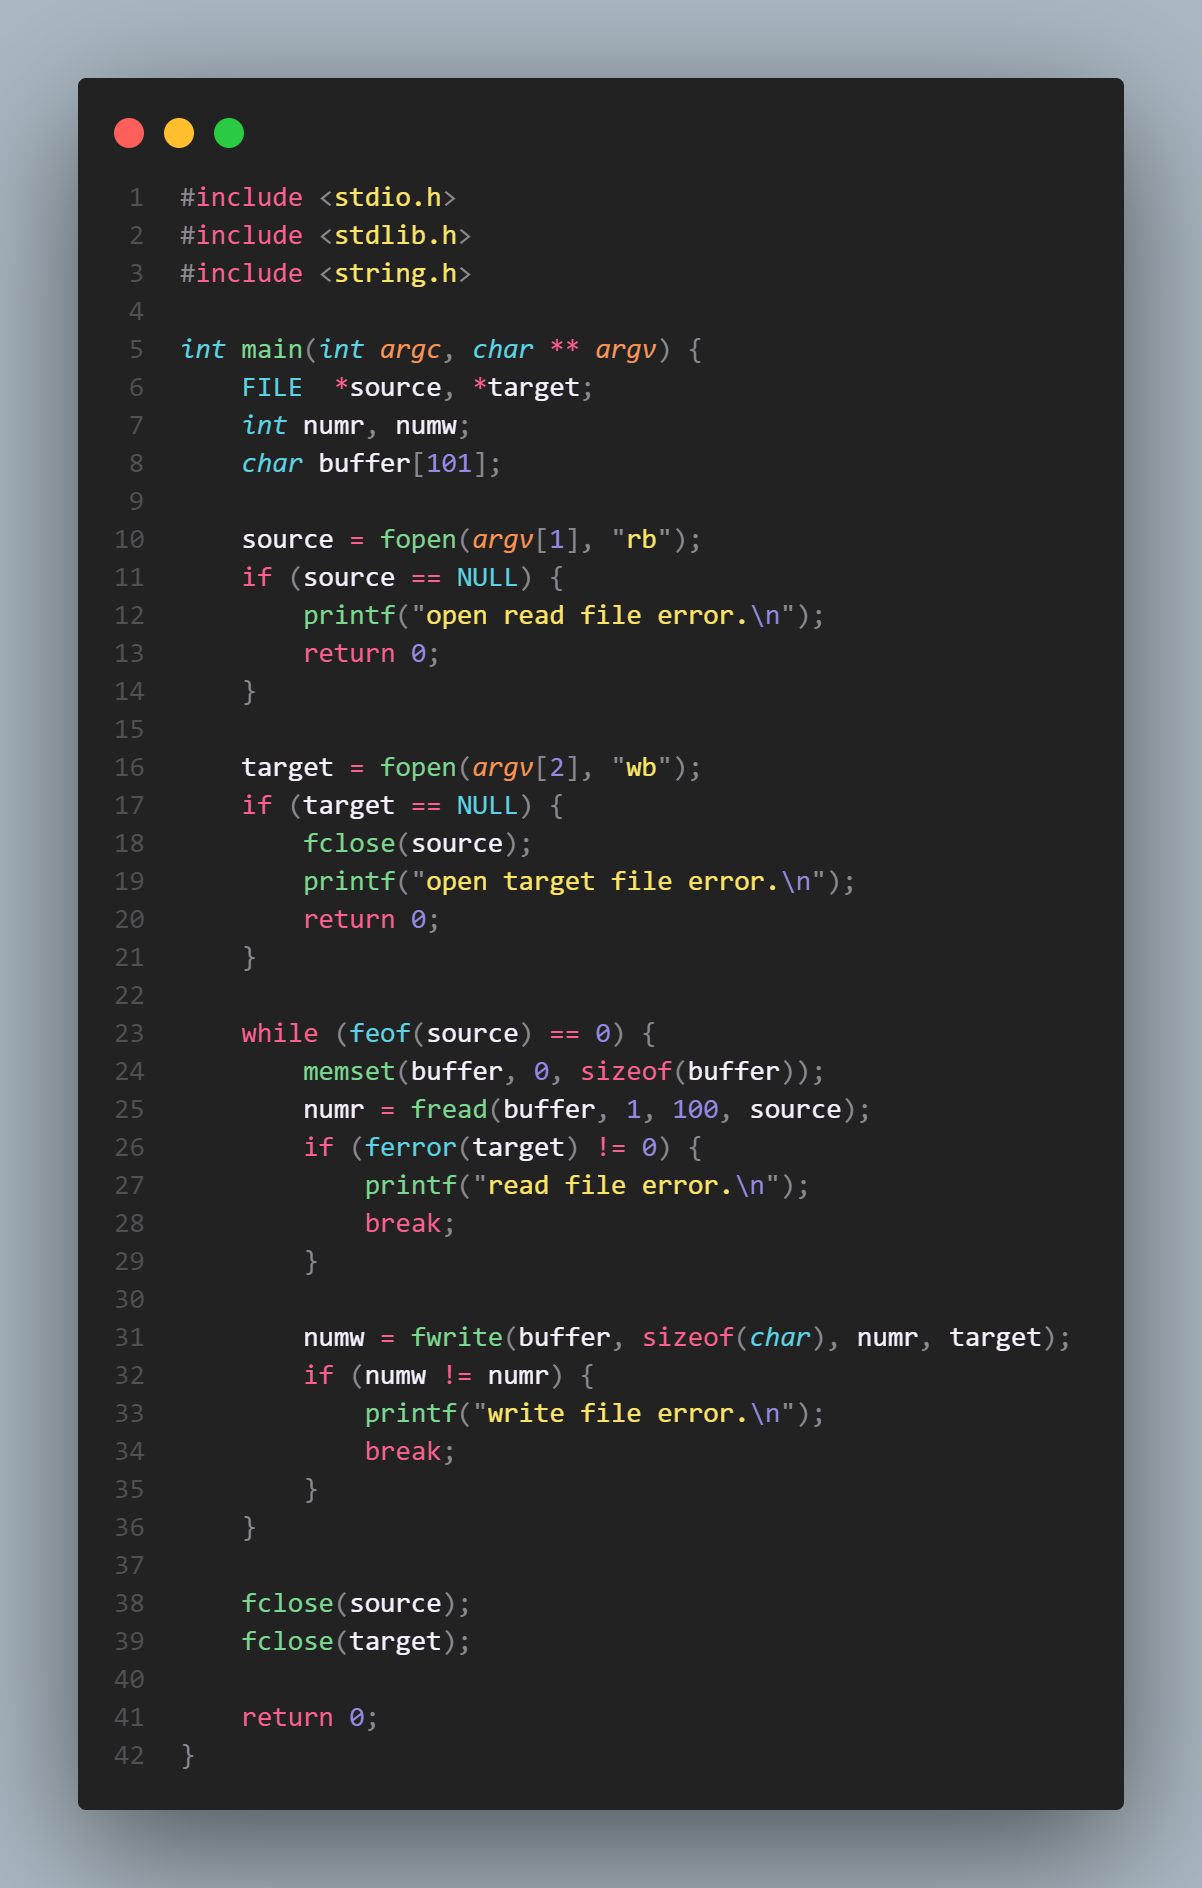 1 #include <stdio.h>
2 #include <stdlib.h>
3 #include <string.h>
4
5 int main(int argc, char ** argv) {
6     FILE  *source, *target;
7     int numr, numw;
8     char buffer[101];
9
10     source = fopen(argv[1], "rb");
11     if (source == NULL) {
12         printf("open read file error.\n");
13         return 0;
14     }
15
16     target = fopen(argv[2], "wb");
17     if (target == NULL) {
18         fclose(source);
19         printf("open target file error.\n");
20         return 0;
21     }
22
23     while (feof(source) == 0) {
24         memset(buffer, 0, sizeof(buffer));
25         numr = fread(buffer, 1, 100, source);
26         if (ferror(target) != 0) {
27             printf("read file error.\n");
28             break;
29         }
30
31         numw = fwrite(buffer, sizeof(char), numr, target);
32         if (numw != numr) {
33             printf("write file error.\n");
34             break;
35         }
36     }
37
38     fclose(source);
39     fclose(target);
40
41     return 0;
42 }